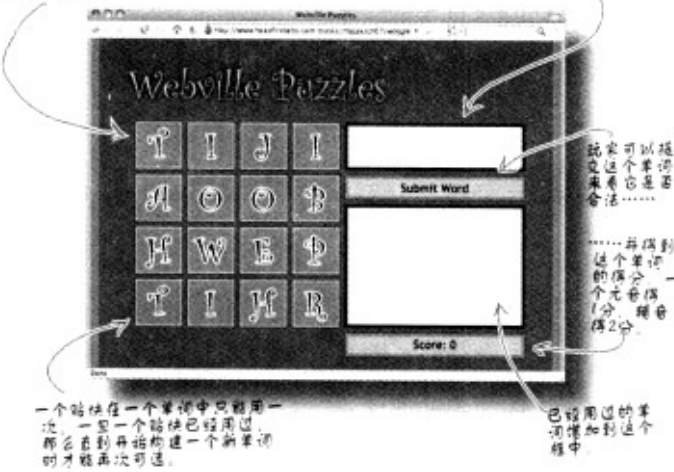 Webville Puzzles
Webville Puzzles
T I J I
A O O B
H W E P
T I H R
Submit Word
Score: 0
Done
玩家可以提
交这个单词
来看它是否
合法……
……并得到
这个单词
的得分，一
个元音得
1分，辅音
得2分。
一个贴块在一个单词中只能用一
次。一旦一个贴块已经用过，
那么直到开始构建一个新单词
时才能再次可选。
已经用过的单
词增加到这个
框中。